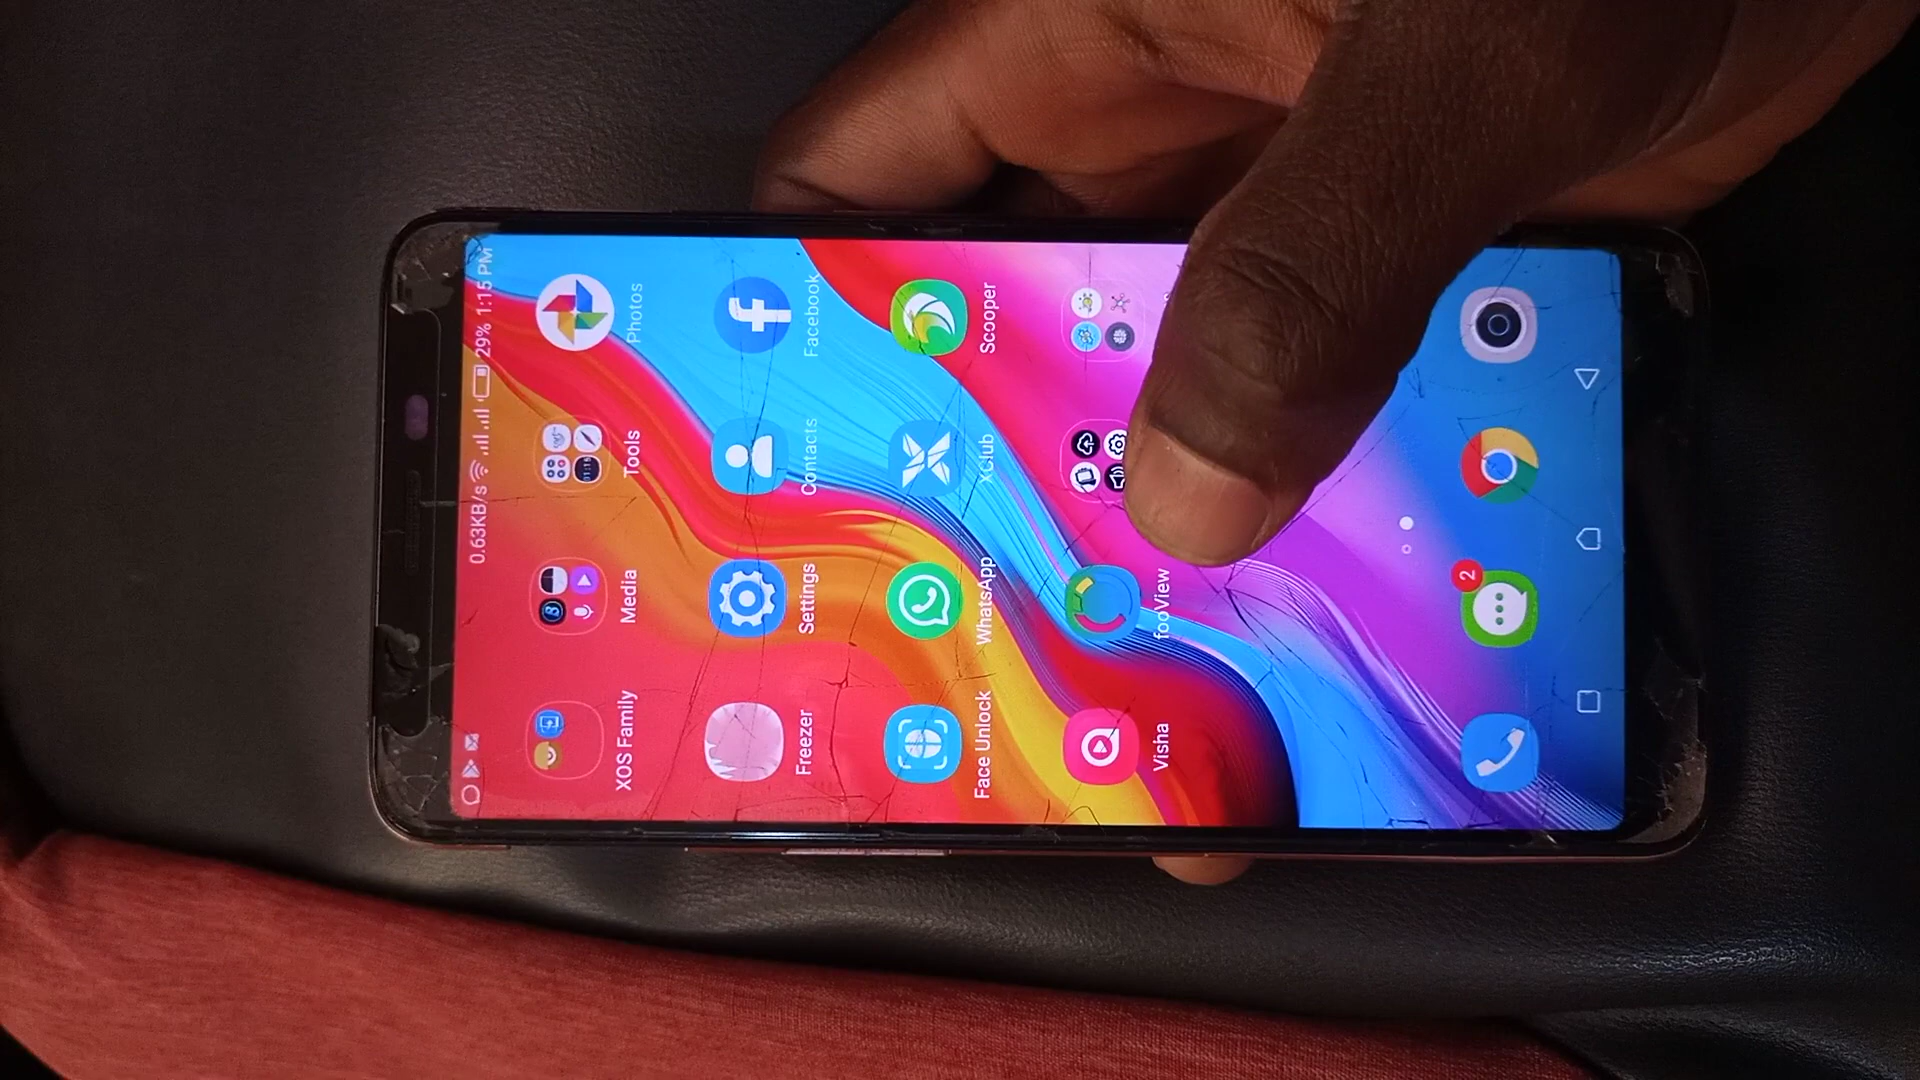 0.63KB/s 29% 1:15 PM
XOS Family Media Tools Photos
Freezer Settings Contacts Facebook
Face Unlock WhatsApp XClub Scooper
Visha fooView
2